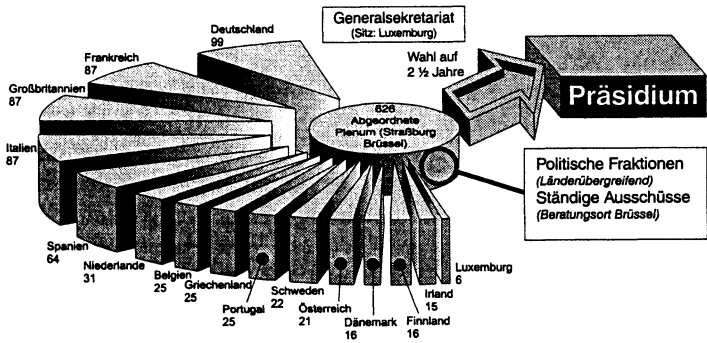 Deutschland
99
Generalsekretariat
(Sitz: Luxemburg)
Frankreich
87
Wahl auf
2 ½ Jahre
Großbritannien
87
Präsidium
626
Abgeordnete
Plenum (Straßburg
Brüssel)
Italien
87
Politische Fraktionen
(Länderübergreifend)
Ständige Ausschüsse
(Beratungsort Brüssel)
Spanien
64
Niederlande
31
Belgien
25
Griechenland
25
Portugal
25
Schweden
22
Österreich
21
Dänemark
16
Finnland
16
Irland
15
Luxemburg
6